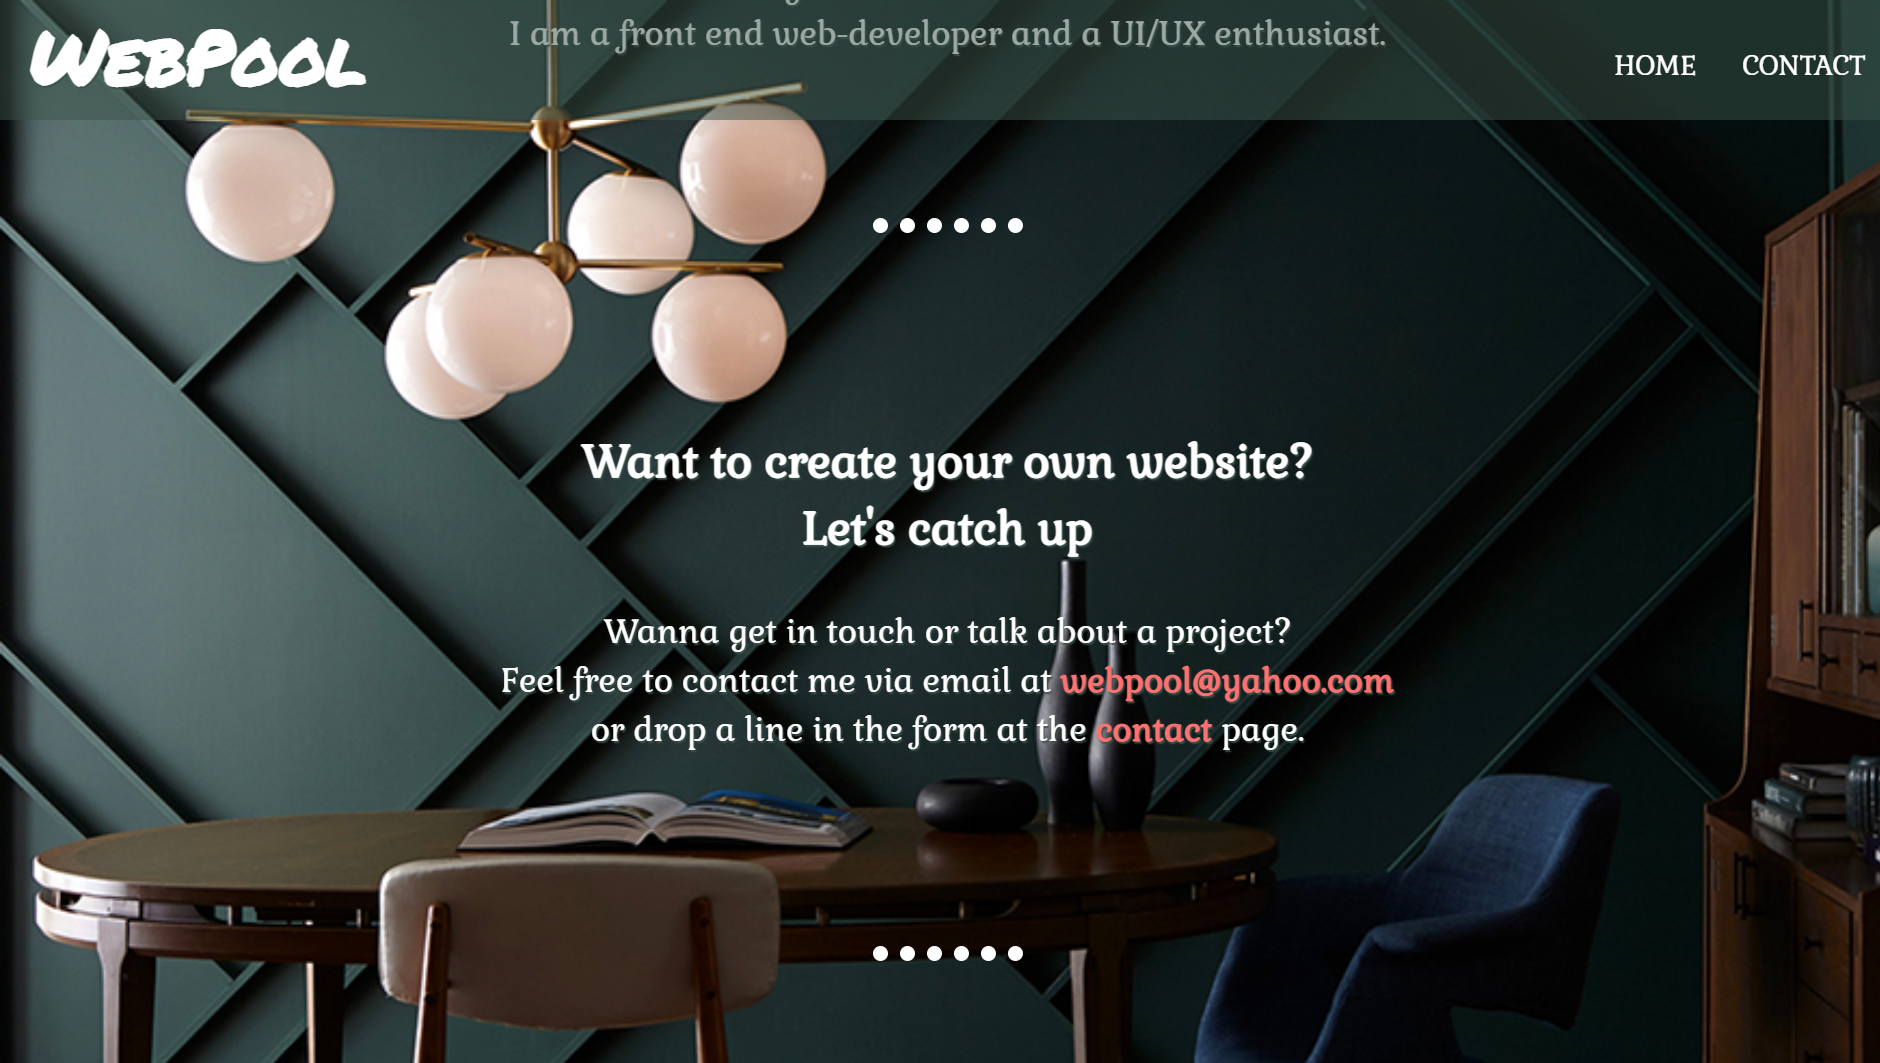 I am a front end web-developer and a UI/UX enthusiast.
WebPool
HOME CONTACT
Want to create your own website?
Let's catch up
Wanna get in touch or talk about a project?
Feel free to contact me via email at webpool@yahoo.com
or drop a line in the form at the contact page.